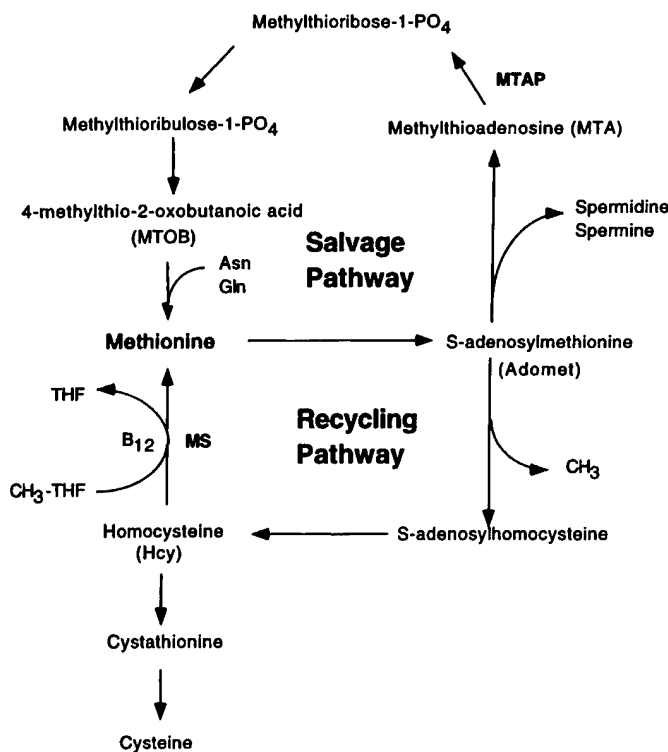 Methylthioribose-1-PO4
MTAP
Methylthioribulose-1-PO4
Methylthioadenosine (MTA)
4-methylthio-2-oxobutanoic acid
(MTOB)
Spermidine
Spermine
Salvage
Pathway
Asn
Gln
Methionine
S-adenosylmethionine
(Adomet)
THF
B12
MS
CH3-THF
Recycling
Pathway
CH3
Homocysteine
(Hcy)
S-adenosylhomocysteine
Cystathionine
Cysteine